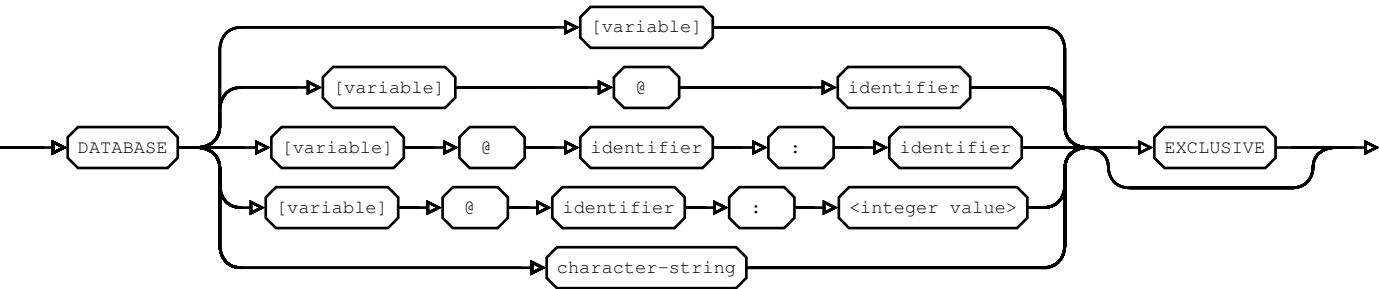 [variable]
[variable] @ identifier
DATABASE [variable] @ identifier : identifier EXCLUSIVE
[variable] @ identifier : <integer value>
character-string